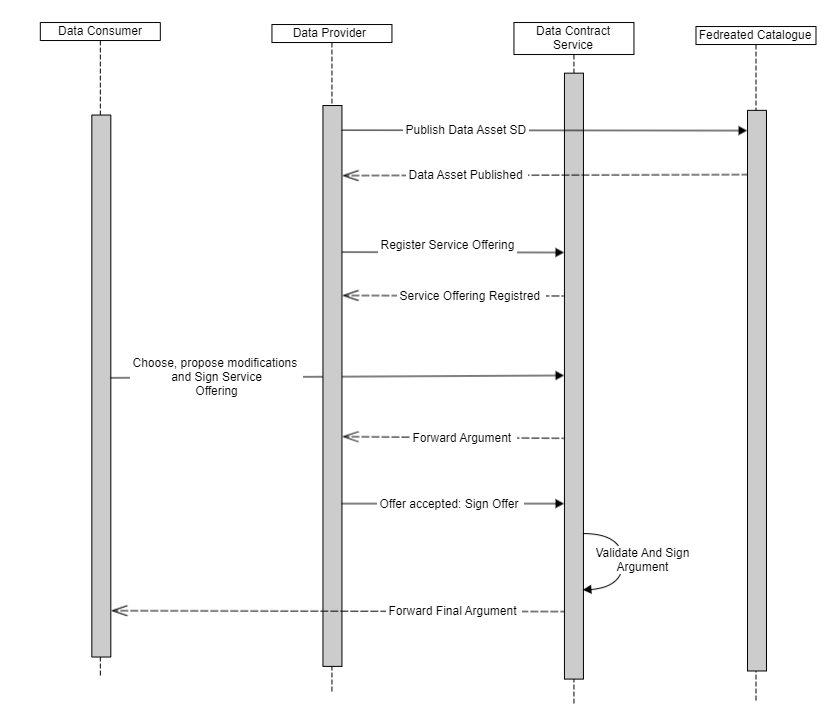 Data Consumer
Data Provider
Data Contract
Service
Fedreated Catalogue
Publish Data Asset SD
Data Asset Published
Register Service Offering
Service Offering Registred
Choose, propose modifications
and Sign Service
Offering
Forward Argument
Offer accepted: Sign Offer
Validate And Sign
Argument
Forward Final Argument